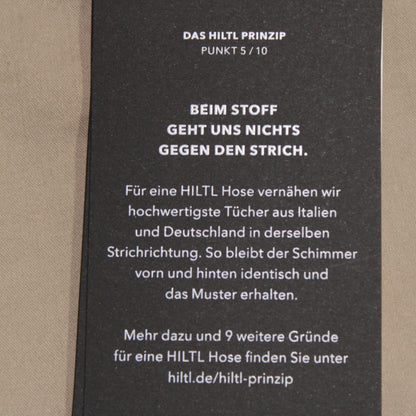 DAS HILTL PRINZIP
PUNKT 5 / 10
BEIM STOFF
GEHT UNS NICHTS
GEGEN DEN STRICH.
Für eine HILTL Hose vernähen wir
hochwertigste Tücher aus Italien
und Deutschland in derselben
Strichrichtung. So bleibt der Schimmer
vorn und hinten identisch und
das Muster erhalten.
Mehr dazu und 9 weitere Gründe
für eine HILTL Hose finden Sie unter
hiltl.de/hiltl-prinzip